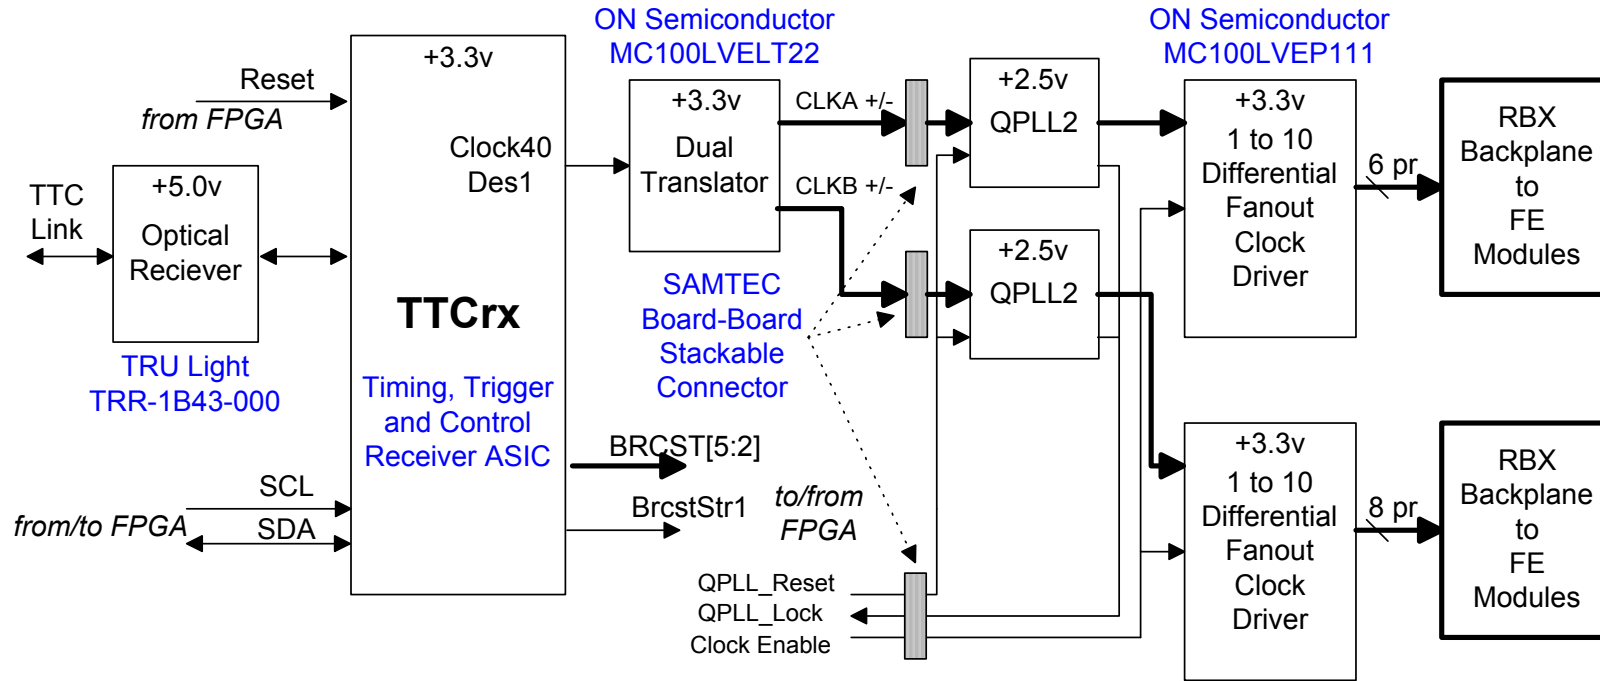 ON Semiconductor
MC100LVELT22
ON Semiconductor
MC100LVEP111
+3.3v
Reset
from FPGA
Clock40
Des1
+5.0v
Optical
Reciever
TTC
Link
TRU Light
TRR-1B43-000
TTCrx
Timing, Trigger
and Control
Receiver ASIC
SCL
from/to FPGA
SDA
BRCST[5:2]
BrcstStr1
+3.3v
Dual
Translator
CLKA +/-
CLKB +/-
SAMTEC
Board-Board
Stackable
Connector
to/from
FPGA
QPLL_Reset
QPLL_Lock
Clock Enable
+2.5v
QPLL2
+2.5v
QPLL2
+3.3v
1 to 10
Differential
Fanout
Clock
Driver
6 pr
RBX
Backplane
to
FE
Modules
+3.3v
1 to 10
Differential
Fanout
Clock
Driver
8 pr
RBX
Backplane
to
FE
Modules